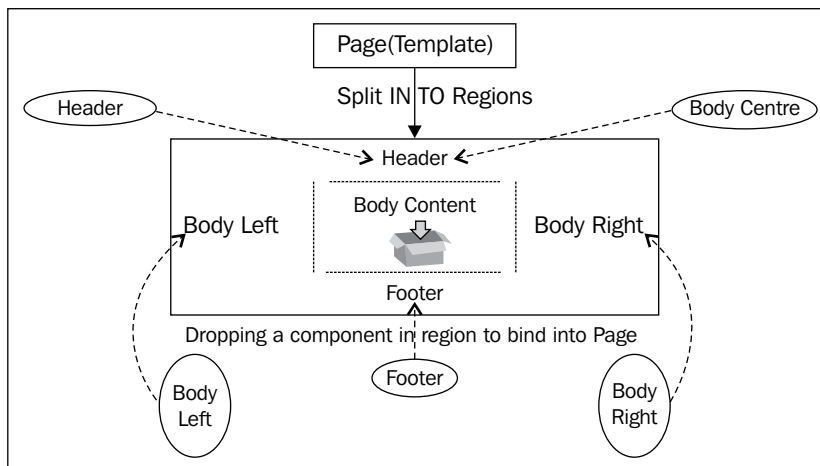 Page(Template)
Split IN TO Regions
Header
Body Centre
Header
Body Left
Body Content
Body Right
Footer
Dropping a component in region to bind into Page
Body
Left
Footer
Body
Right